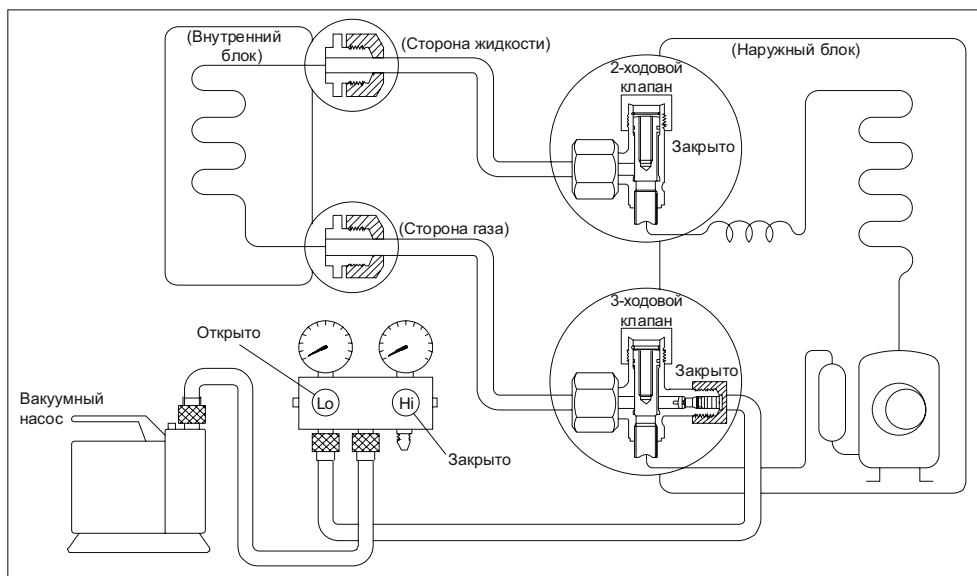 (Внутренний
блок)
(Сторона жидкости)
2-ходовой
клапан
Закрыто
(Наружный блок)
(Сторона газа)
3-ходовой
клапан
Закрыто
Открыто
Lo
Hi
Закрыто
Вакуумный
насос